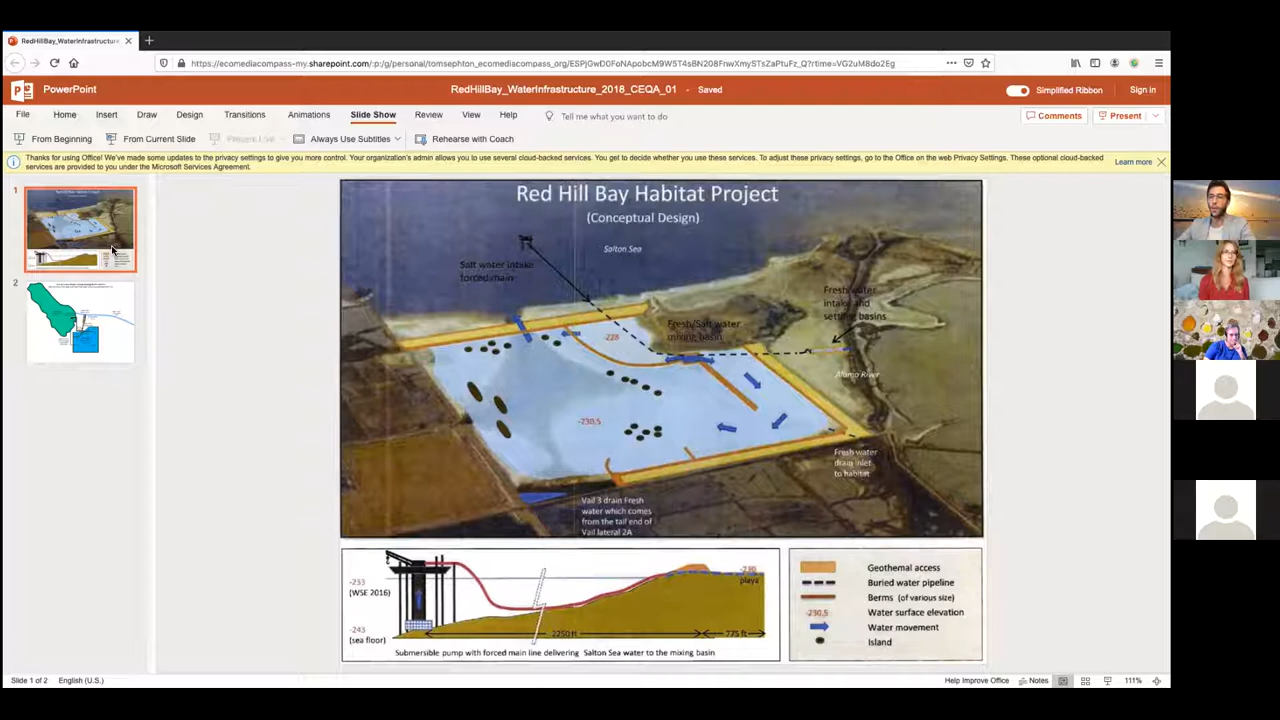 RedHillBay_WaterInfrastructure
https://ecomediacompass-my.sharepoint.com/:p:/g/personal/tomsephton_ecomediacompass_org/ESPjGwD0FoNApobcM9W5T4sBN208FnwXmySTsZaPtuFz_Q?rtime=VG2uM8do2Eg
PowerPoint
RedHillBay_WaterInfrastructure_2018_CEQA_01 - Saved
Simplified Ribbon
Sign in
File Home Insert Draw Design Transitions Animations Slide Show Review View Help Tell me what you want to do
Comments
Present
From Beginning From Current Slide Present Live Always Use Subtitles Rehearse with Coach
Thanks for using Office! We've made some updates to the privacy settings to give you more control. Your organization's admin allows you to use several cloud-backed services. You get to decide whether you use these services. To adjust these privacy settings, go to the Office on the web Privacy Settings. These optional cloud-backed
services are provided to you under the Microsoft Services Agreement.
Learn more
1
2
Red Hill Bay Habitat Project
(Conceptual Design)
Salton Sea
Salt water intake
forced main
Fresh water
intake and
settling basins
Fresh/Salt water
mixing basin
-228
Alamo River
-230.5
Fresh water
drain inlet
to habitat
Vail 3 drain Fresh
water which comes
from the tail end of
Vail lateral 2A
-233
(WSE 2016)
-230
playa
-243
(sea floor)
2250 ft
775 ft
Submersible pump with forced main line delivering Salton Sea water to the mixing basin
Geothemal access
Buried water pipeline
Berms (of various size)
-230.5 Water surface elevation
Water movement
Island
Slide 1 of 2
English (U.S.)
Help Improve Office
Notes
111%